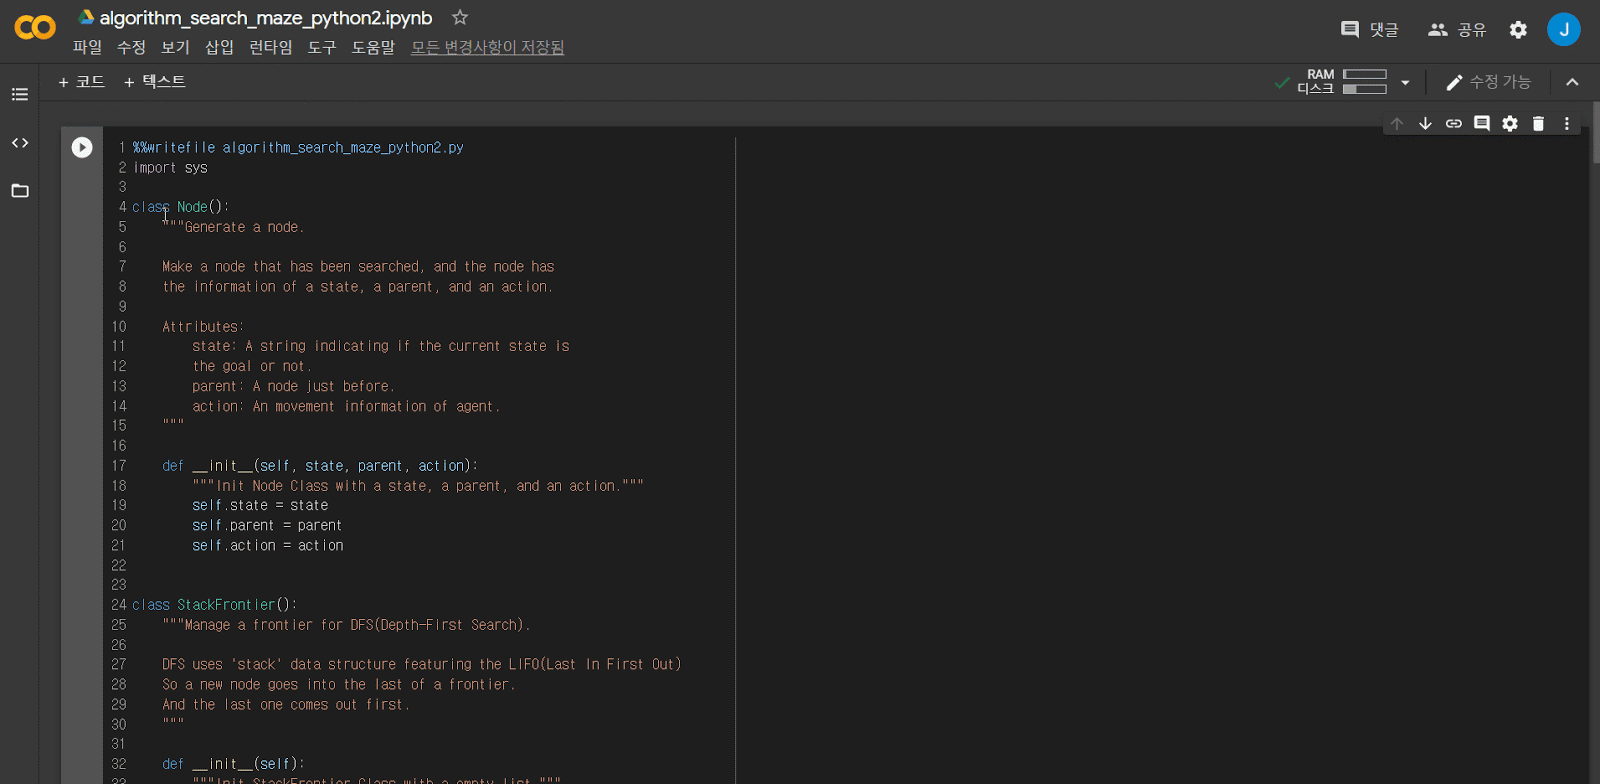 algorithm_search_maze_python2.ipynb
댓글
공유
J
파일 수정 보기 삽입 런타임 도구 도움말 모든 변경사항이 저장됨
+ 코드 + 텍스트
RAM
디스크
수정 가능
1 %%writefile algorithm_search_maze_python2.py
2 import sys
3
4 class Node():
5 """Generate a node.
6
7 Make a node that has been searched, and the node has
8 the information of a state, a parent, and an action.
9
10 Attributes:
11 state: A string indicating if the current state is
12 the goal or not.
13 parent: A node just before.
14 action: An movement information of agent.
15 """
16
17 def __init__(self, state, parent, action):
18 """Init Node Class with a state, a parent, and an action."""
19 self.state = state
20 self.parent = parent
21 self.action = action
22
23
24 class StackFrontier():
25 """Manage a frontier for DFS(Depth-First Search).
26
27 DFS uses 'stack' data structure featuring the LIFO(Last In First Out)
28 So a new node goes into the last of a frontier.
29 And the last one comes out first.
30 """
31
32 def __init__(self):
33 """Init StackFrontier Class with a empty list."""